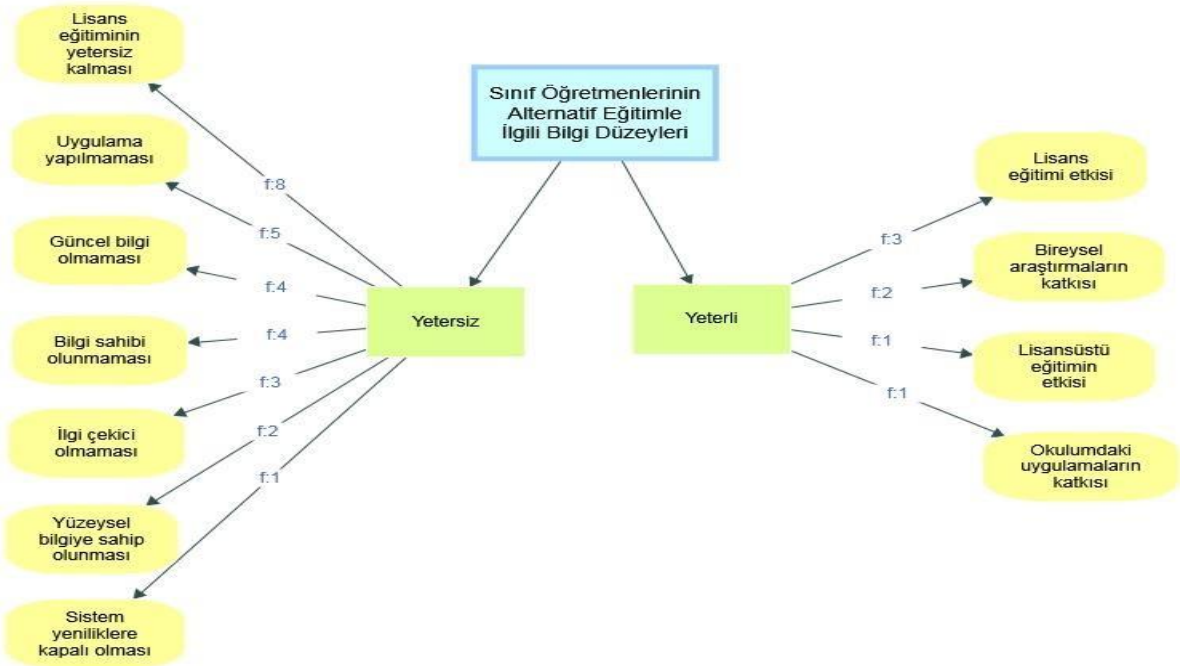 Sınıf Öğretmenlerinin
Alternatif Eğitimle
İlgili Bilgi Düzeyleri
Yetersiz
f:8
Lisans
eğitiminin
yetersiz
kalması
f:5
Uygulama
yapılmaması
f:4
Güncel bilgi
olmaması
f:4
Bilgi sahibi
olunmaması
f:3
İlgi çekici
olmaması
f:2
Yüzeysel
bilgiye sahip
olunması
f:1
Sistem
yeniliklere
kapalı olması
Yeterli
f:3
Lisans
eğitimi etkisi
f:2
Bireysel
araştırmaların
katkısı
f:1
Lisansüstü
eğitimin
etkisi
f:1
Okulumdaki
uygulamaların
katkısı